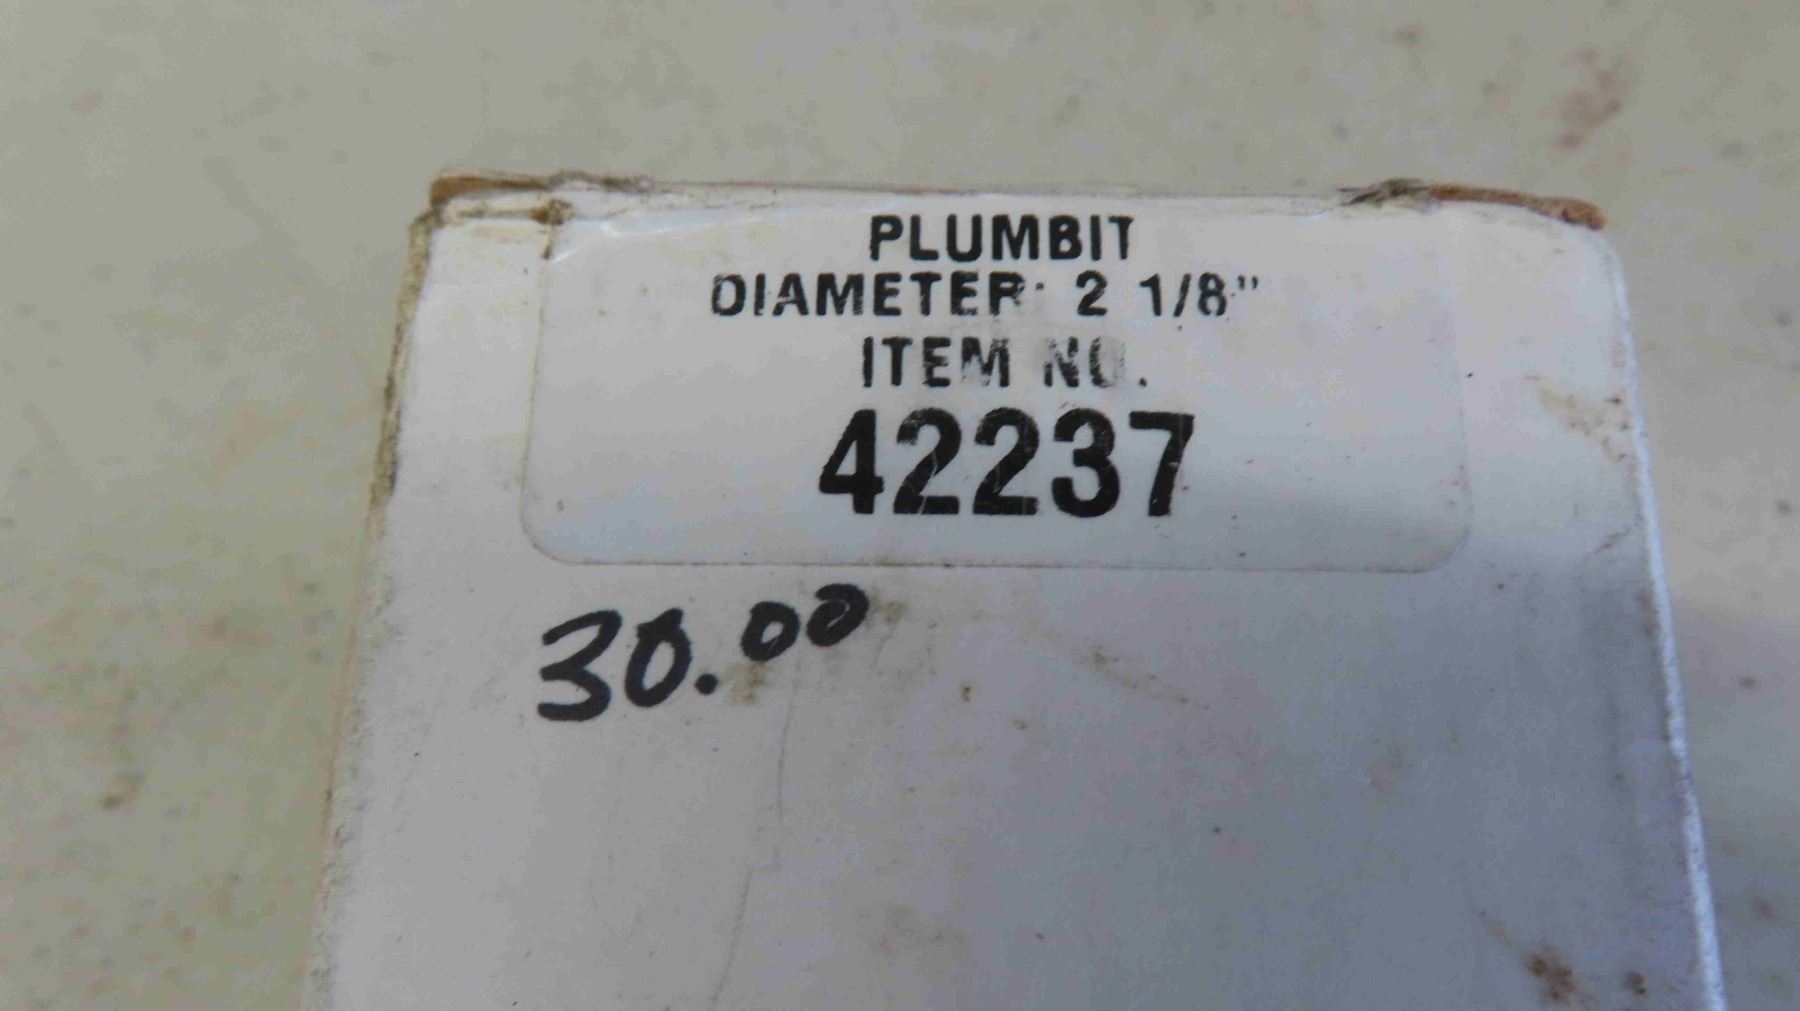 PLUMBIT
DIAMETER: 2 1/8"
ITEM NO.
42237
30.00